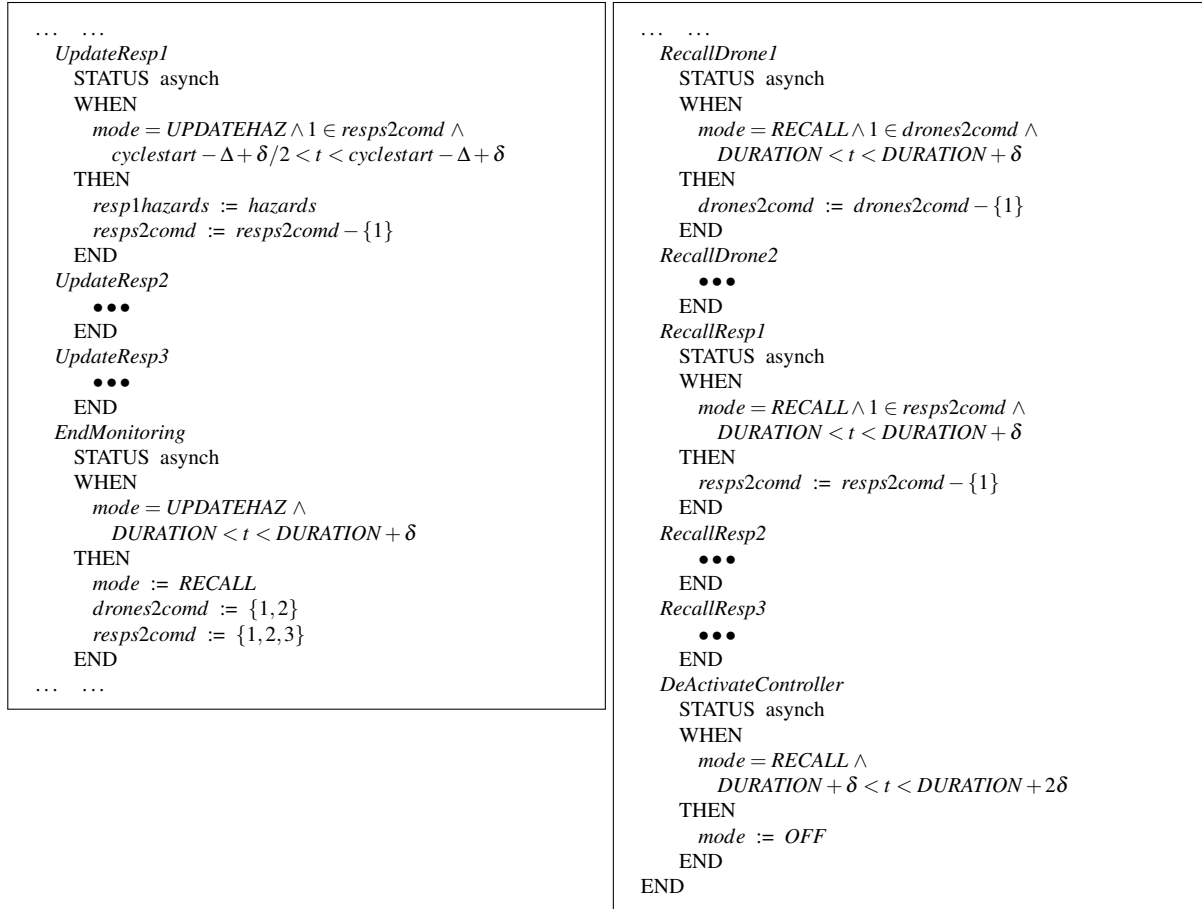 ... ...
UpdateResp1
STATUS asynch
WHEN
mode = UPDATEHAZ ∧ 1 ∈ resps2comd ∧
cyclestart − Δ + δ/2 < t < cyclestart − Δ + δ
THEN
resp1hazards := hazards
resps2comd := resps2comd − {1}
END
UpdateResp2
•••
END
UpdateResp3
•••
END
EndMonitoring
STATUS asynch
WHEN
mode = UPDATEHAZ ∧
DURATION < t < DURATION + δ
THEN
mode := RECALL
drones2comd := {1,2}
resps2comd := {1,2,3}
END
... ...
... ...
RecallDrone1
STATUS asynch
WHEN
mode = RECALL ∧ 1 ∈ drones2comd ∧
DURATION < t < DURATION + δ
THEN
drones2comd := drones2comd − {1}
END
RecallDrone2
•••
END
RecallResp1
STATUS asynch
WHEN
mode = RECALL ∧ 1 ∈ resps2comd ∧
DURATION < t < DURATION + δ
THEN
resps2comd := resps2comd − {1}
END
RecallResp2
•••
END
RecallResp3
•••
END
DeActivateController
STATUS asynch
WHEN
mode = RECALL ∧
DURATION + δ < t < DURATION + 2δ
THEN
mode := OFF
END
END